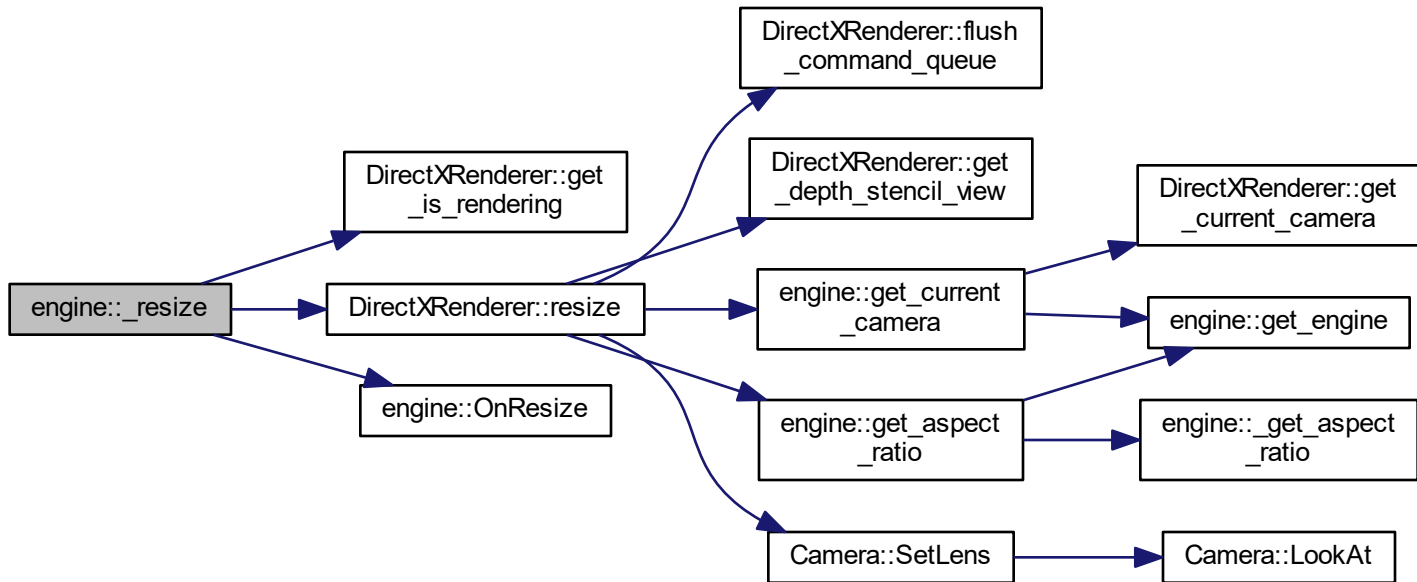 engine::_resize
DirectXRenderer::get
_is_rendering
DirectXRenderer::resize
engine::OnResize
DirectXRenderer::flush
_command_queue
DirectXRenderer::get
_depth_stencil_view
engine::get_current
_camera
engine::get_aspect
_ratio
Camera::SetLens
DirectXRenderer::get
_current_camera
engine::get_engine
engine::_get_aspect
_ratio
Camera::LookAt